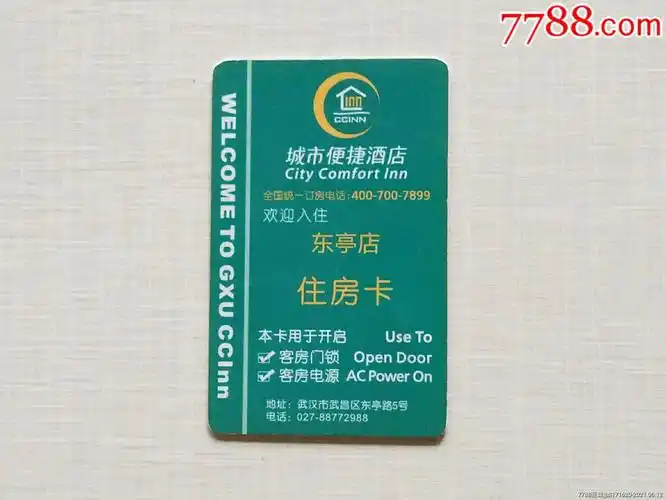 7788.com
WELCOME TO GXU CCInn
inn
CCINN
城市便捷酒店
City Comfort Inn
全国统一订房电话:400-700-7899
欢迎入住
东亭店
住房卡
本卡用于开启 Use To
客房门锁 Open Door
客房电源 AC Power On
地址: 武汉市武昌区东亭路5号
电话: 027-88772988